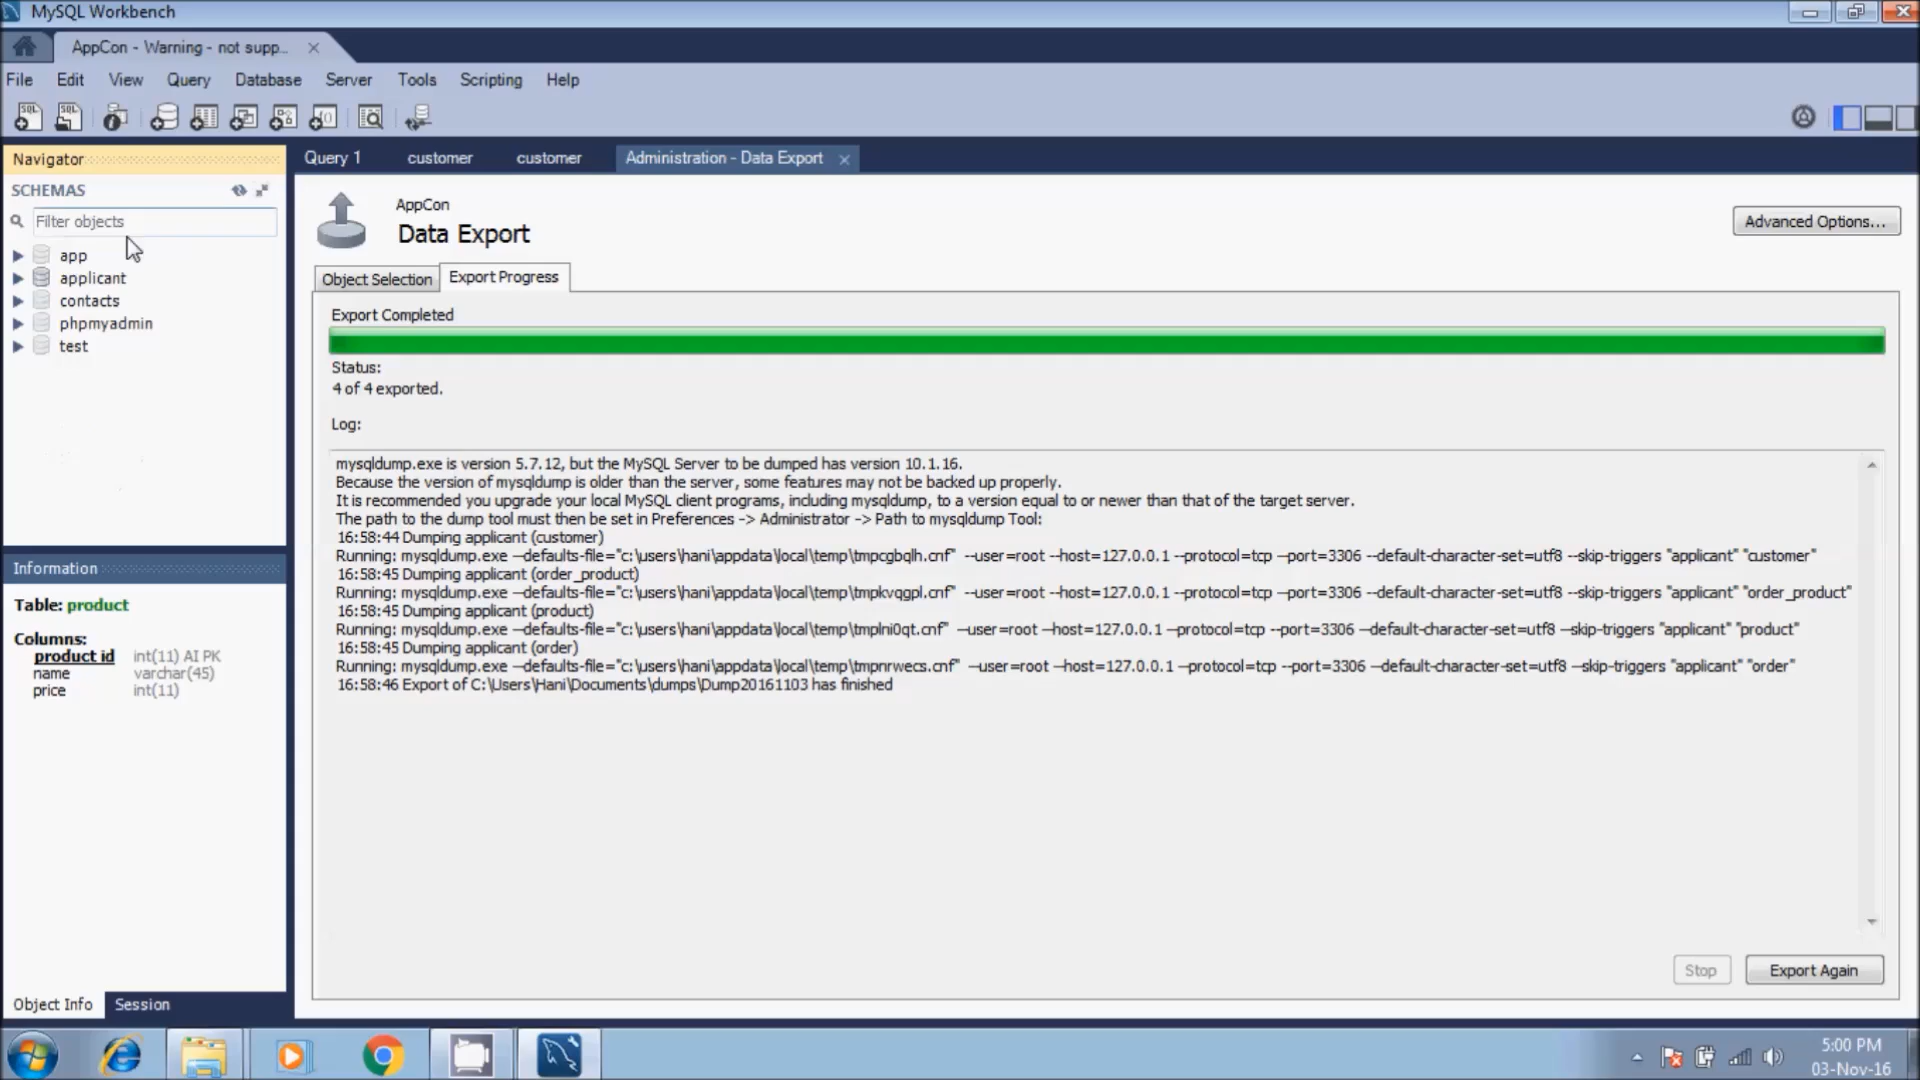 MySQL Workbench
AppCon - Warning - not supp...
File Edit View Query Database Server Tools Scripting Help
Navigator
SCHEMAS
Filter objects
app
applicant
contacts
phpmyadmin
test
Information
Table: product
Columns:
product id int(11) AI PK
name varchar(45)
price int(11)
Object Info Session
Query 1 customer customer Administration - Data Export
AppCon
Data Export
Advanced Options...
Object Selection Export Progress
Export Completed
Status:
4 of 4 exported.
Log:
mysqldump.exe is version 5.7.12, but the MySQL Server to be dumped has version 10.1.16.
Because the version of mysqldump is older than the server, some features may not be backed up properly.
It is recommended you upgrade your local MySQL client programs, including mysqldump, to a version equal to or newer than that of the target server.
The path to the dump tool must then be set in Preferences -> Administrator -> Path to mysqldump Tool:
16:58:44 Dumping applicant (customer)
Running: mysqldump.exe --defaults-file="c:\users\hani\appdata\local\temp\tmpcgbqlh.cnf" --user=root --host=127.0.0.1 --protocol=tcp --port=3306 --default-character-set=utf8 --skip-triggers "applicant" "customer"
16:58:45 Dumping applicant (order_product)
Running: mysqldump.exe --defaults-file="c:\users\hani\appdata\local\temp\tmpkvqgpl.cnf" --user=root --host=127.0.0.1 --protocol=tcp --port=3306 --default-character-set=utf8 --skip-triggers "applicant" "order_product"
16:58:45 Dumping applicant (product)
Running: mysqldump.exe --defaults-file="c:\users\hani\appdata\local\temp\tmplni0qt.cnf" --user=root --host=127.0.0.1 --protocol=tcp --port=3306 --default-character-set=utf8 --skip-triggers "applicant" "product"
16:58:45 Dumping applicant (order)
Running: mysqldump.exe --defaults-file="c:\users\hani\appdata\local\temp\tmpnrwecs.cnf" --user=root --host=127.0.0.1 --protocol=tcp --port=3306 --default-character-set=utf8 --skip-triggers "applicant" "order"
16:58:46 Export of C:\Users\Hani\Documents\dumps\Dump20161103 has finished
Stop Export Again
5:00 PM
03-Nov-16